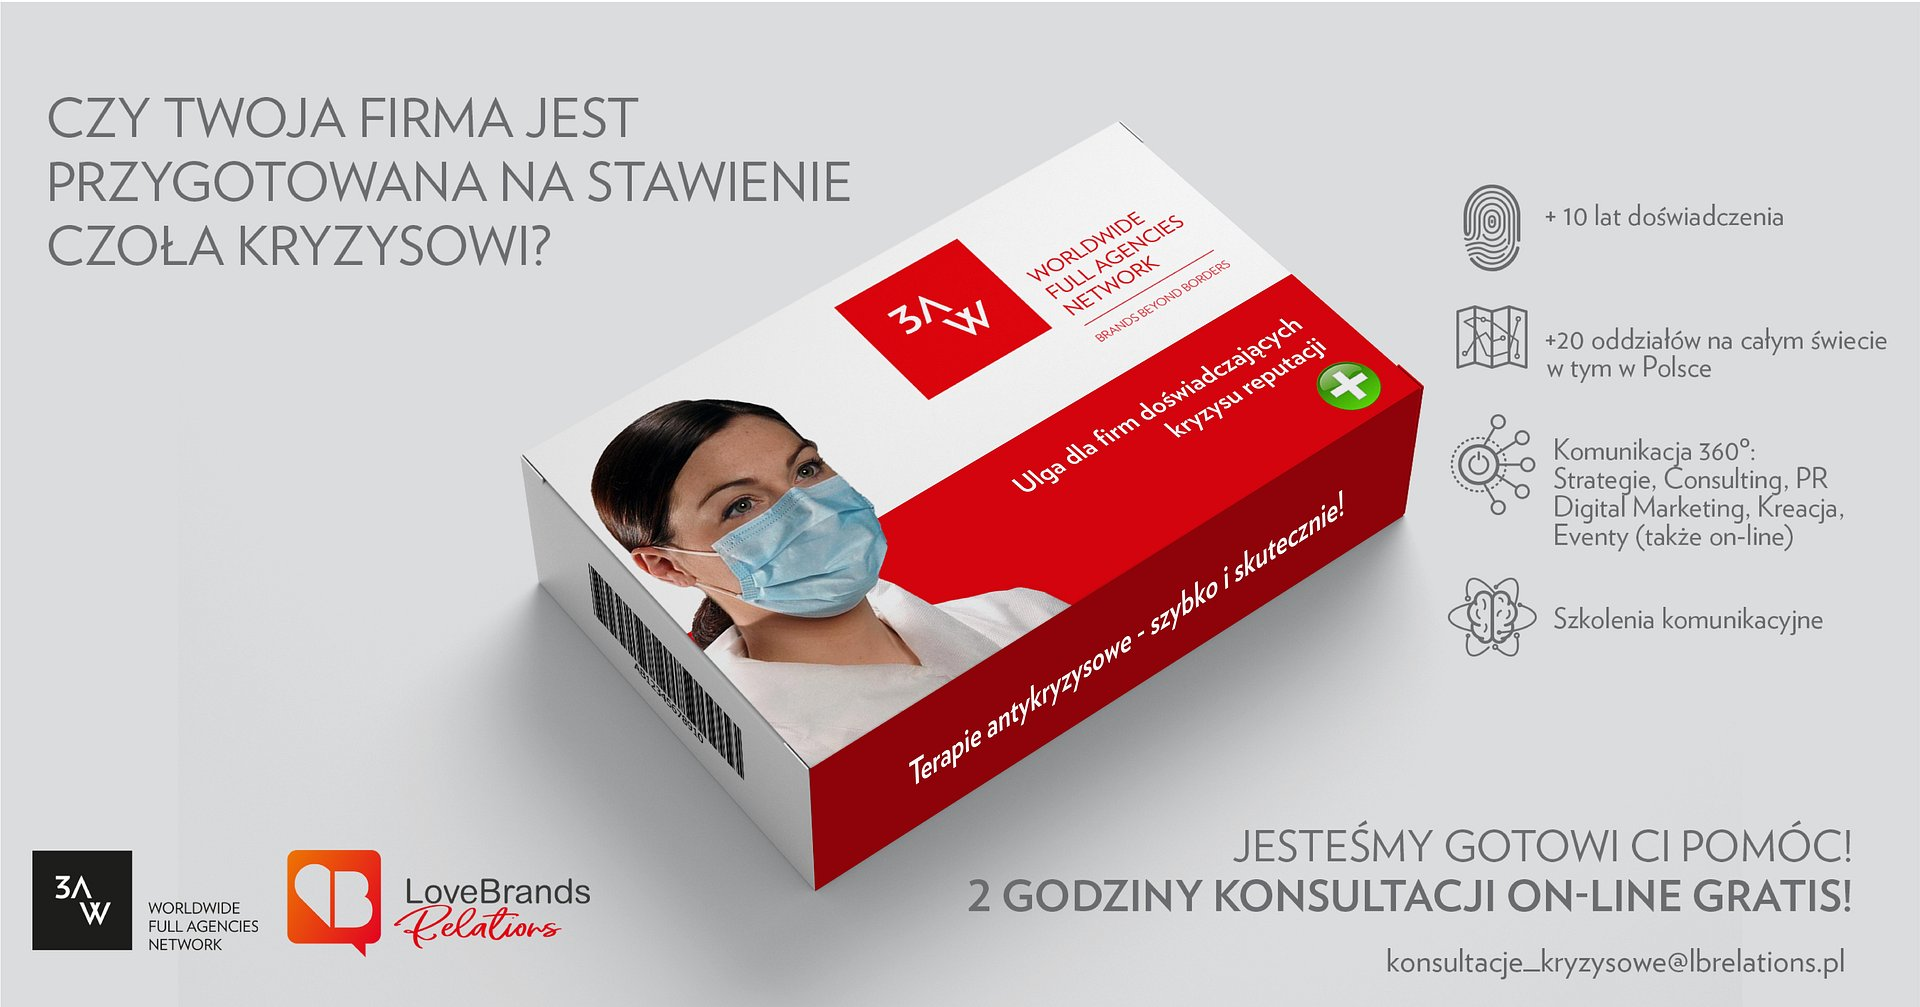 CZY TWOJA FIRMA JEST
PRZYGOTOWANA NA STAWIENIE
CZOŁA KRYZYSOWI?
3AW
WORLDWIDE
FULL AGENCIES
NETWORK
BRANDS BEYOND BORDERS
Ulga dla firm doświadczających
kryzysu reputacji
Terapie antykryzysowe - szybko i skutecznie!
AB12345678910
+ 10 lat doświadczenia
+20 oddziałów na całym świecie
w tym w Polsce
Komunikacja 360°:
Strategie, Consulting, PR
Digital Marketing, Kreacja,
Eventy (także on-line)
Szkolenia komunikacyjne
JESTEŚMY GOTOWI CI POMÓC!
2 GODZINY KONSULTACJI ON-LINE GRATIS!
konsultacje_kryzysowe@lbrelations.pl
3AW
WORLDWIDE
FULL AGENCIES
NETWORK
LoveBrands
Relations